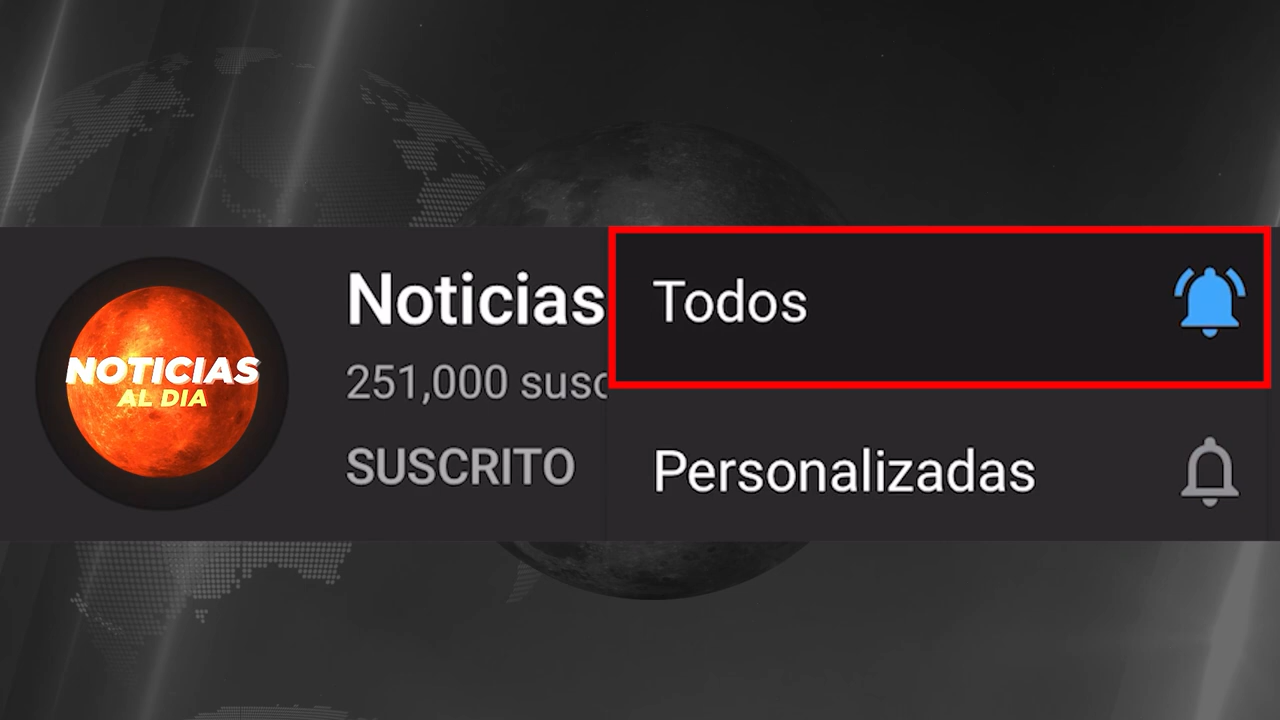 NOTICIAS
AL DIA
Noticias
251,000 susc
SUSCRITO
Todos
Personalizadas